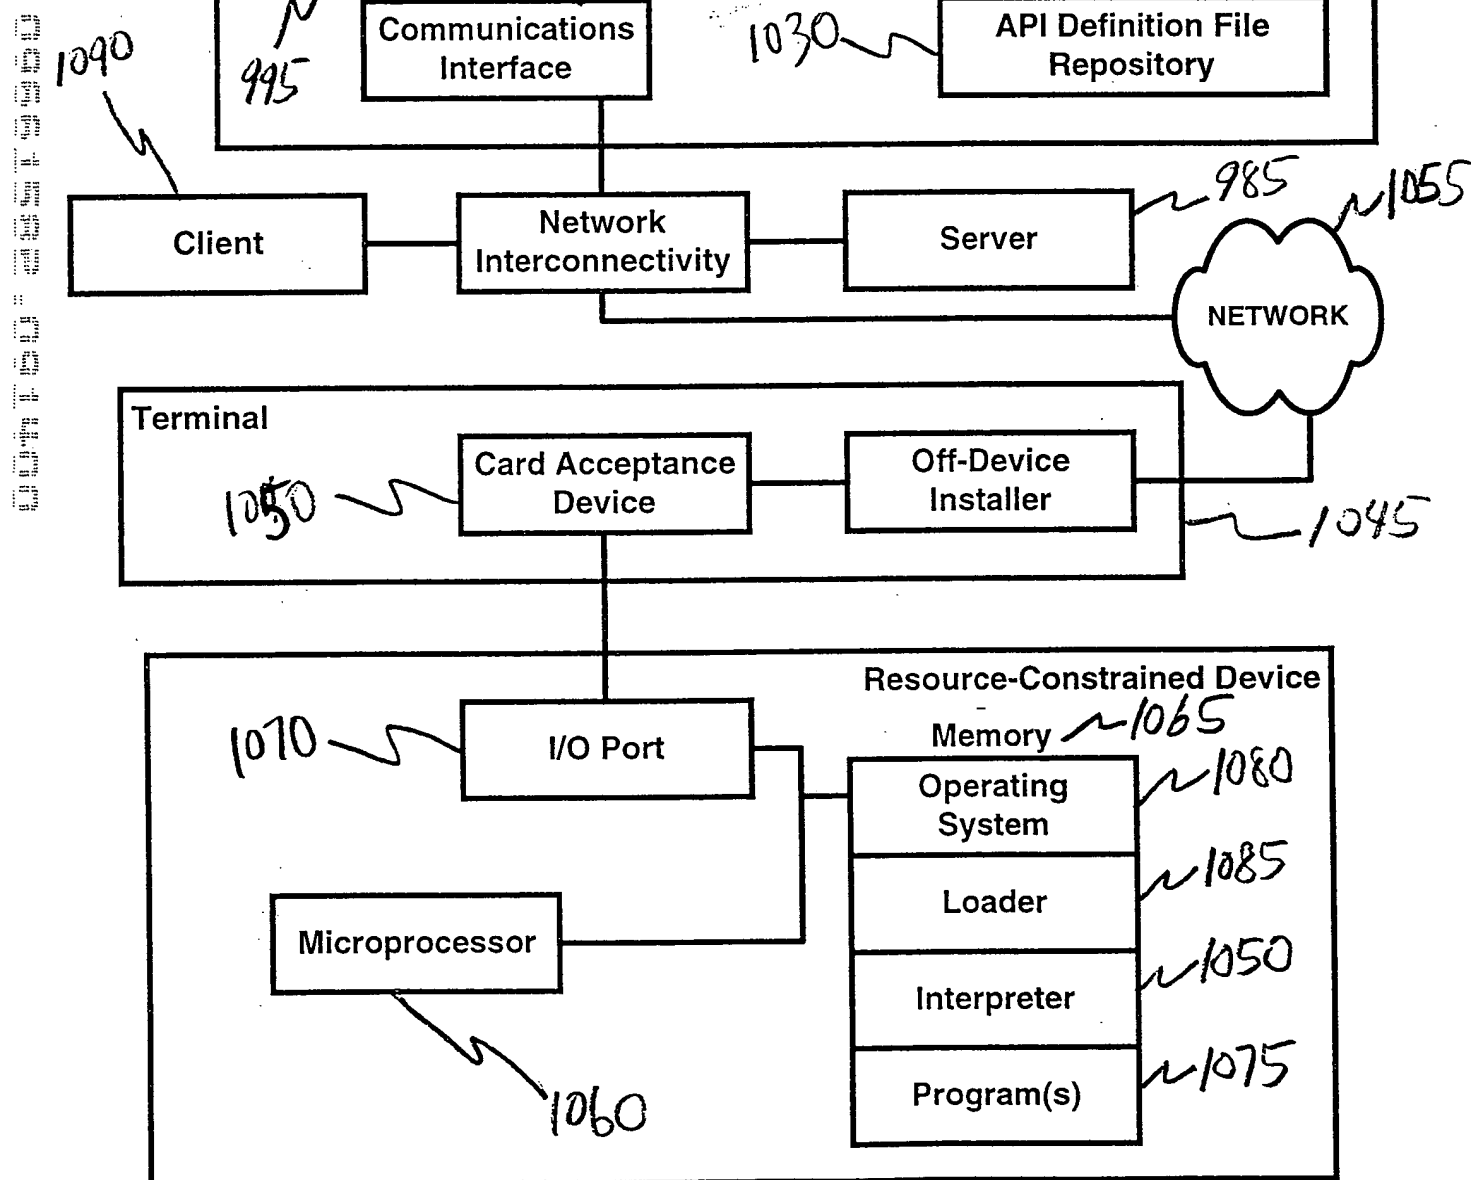 Communications
Interface
995
1030
API Definition File
Repository
1090
Client
Network
Interconnectivity
Server
985
1055
NETWORK
Terminal
Card Acceptance
Device
1050
Off-Device
Installer
1045
Resource-Constrained Device
I/O Port
1070
Memory
1065
Operating
System
1080
Loader
1085
Interpreter
1050
Program(s)
1075
Microprocessor
1060